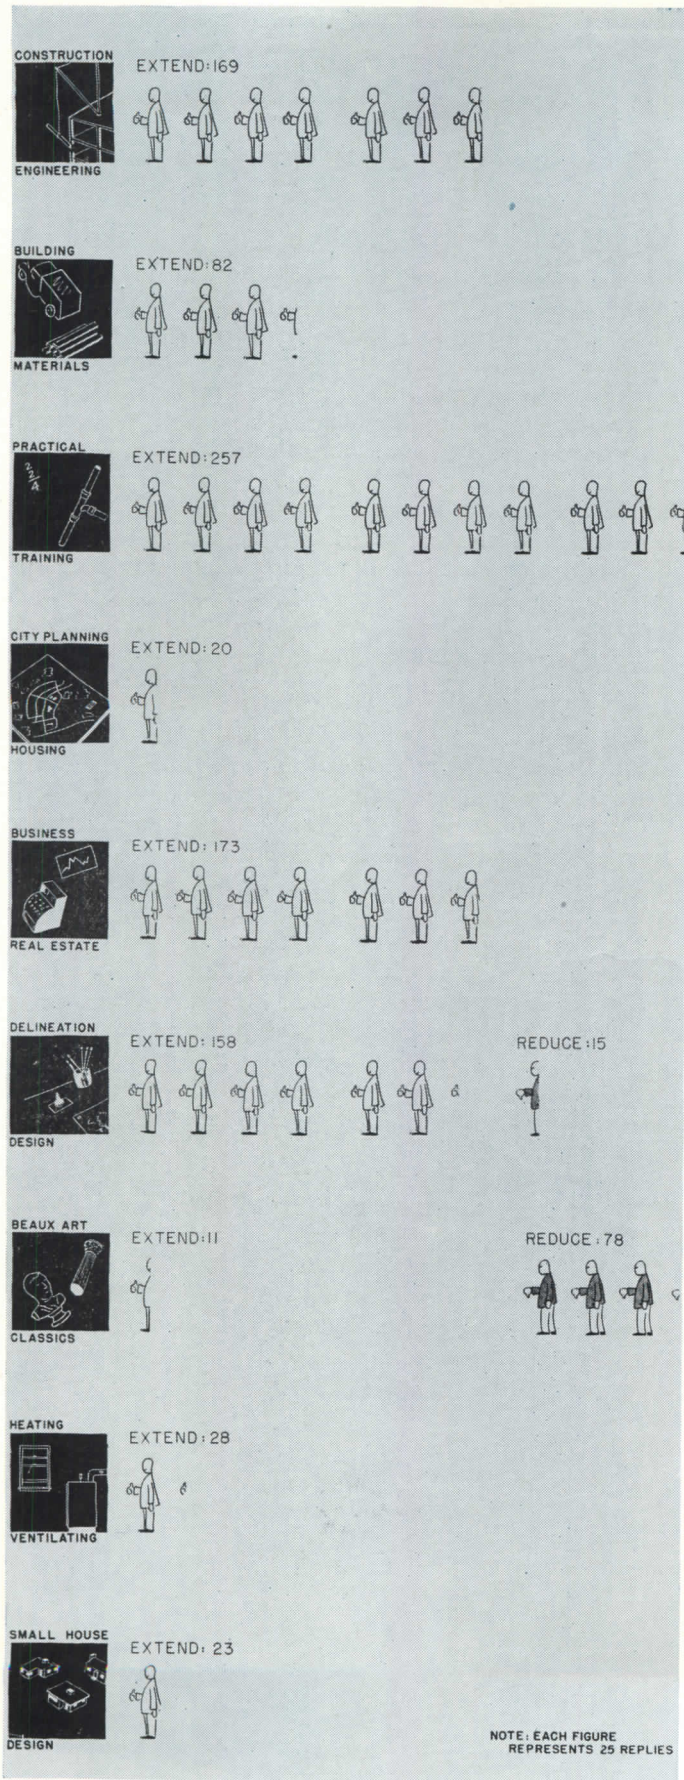 CONSTRUCTION
EXTEND:169
ENGINEERING
BUILDING
EXTEND:82
MATERIALS
PRACTICAL
EXTEND:257
TRAINING
CITY PLANNING
EXTEND:20
HOUSING
BUSINESS
EXTEND:173
REAL ESTATE
DELINEATION
EXTEND:158
REDUCE:15
DESIGN
BEAUX ART
EXTEND:11
REDUCE:78
CLASSICS
HEATING
EXTEND:28
VENTILATING
SMALL HOUSE
EXTEND:23
DESIGN
NOTE: EACH FIGURE
REPRESENTS 25 REPLIES